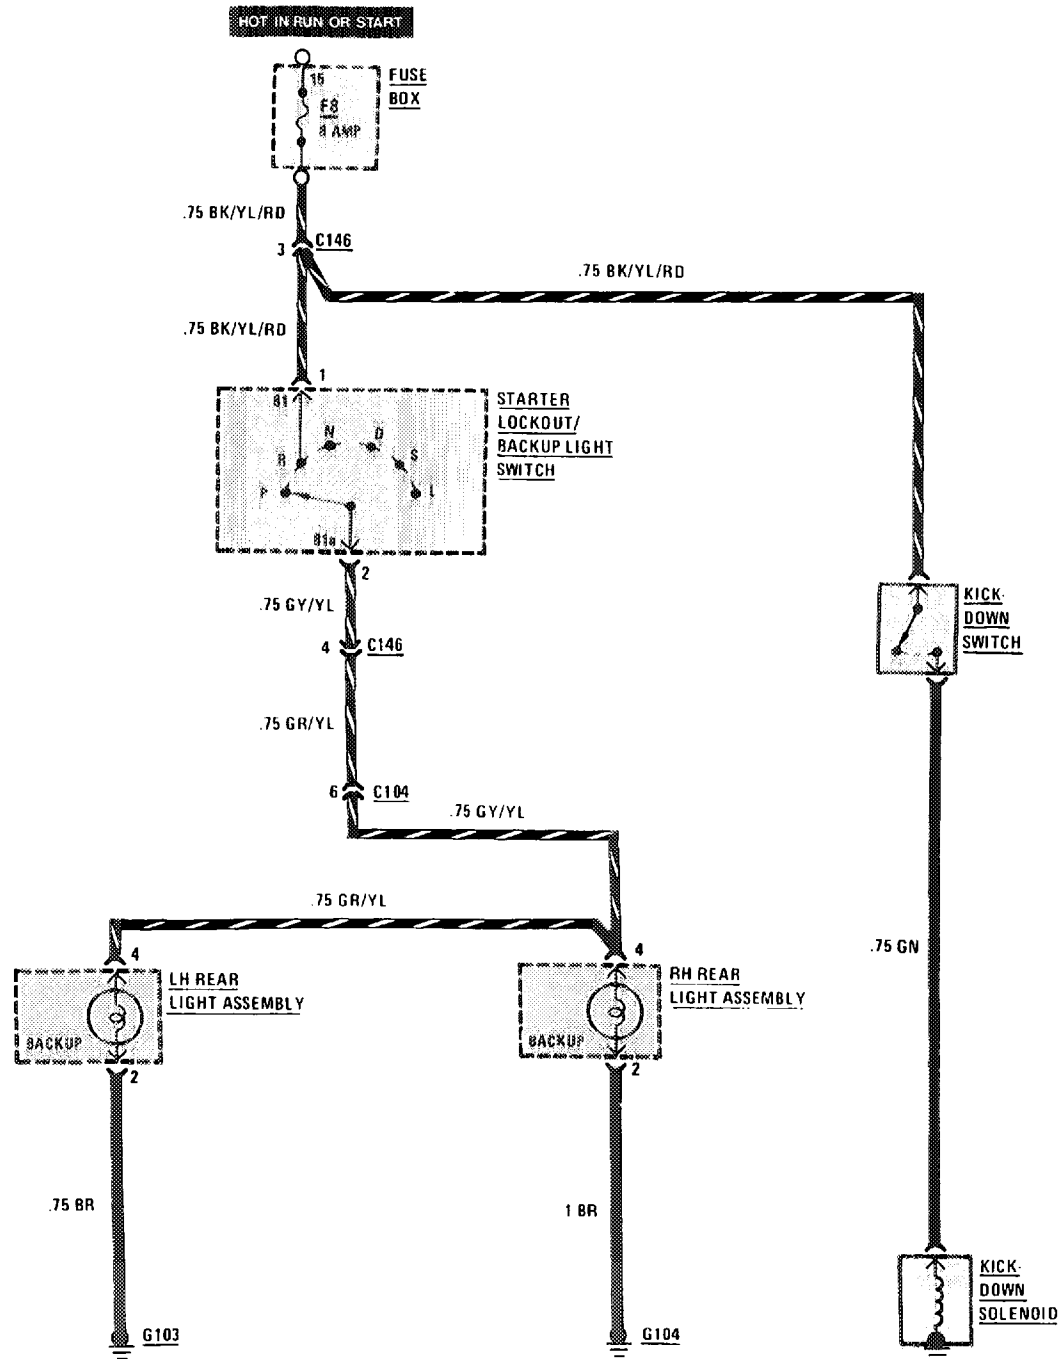 HOT IN RUN OR START
15
F8
8 AMP
FUSE
BOX
.75 BK/YL/RD
3
C146
.75 BK/YL/RD
.75 BK/YL/RD
1
81
STARTER
LOCKOUT/
BACKUP LIGHT
SWITCH
P
R
N
D
S
L
81a
2
.75 GY/YL
4
C146
KICK-
DOWN
SWITCH
.75 GR/YL
6
C104
.75 GY/YL
.75 GR/YL
4
LH REAR
LIGHT ASSEMBLY
BACKUP
2
4
RH REAR
LIGHT ASSEMBLY
BACKUP
2
.75 GN
.75 BR
1 BR
G103
G104
KICK-
DOWN
SOLENOID